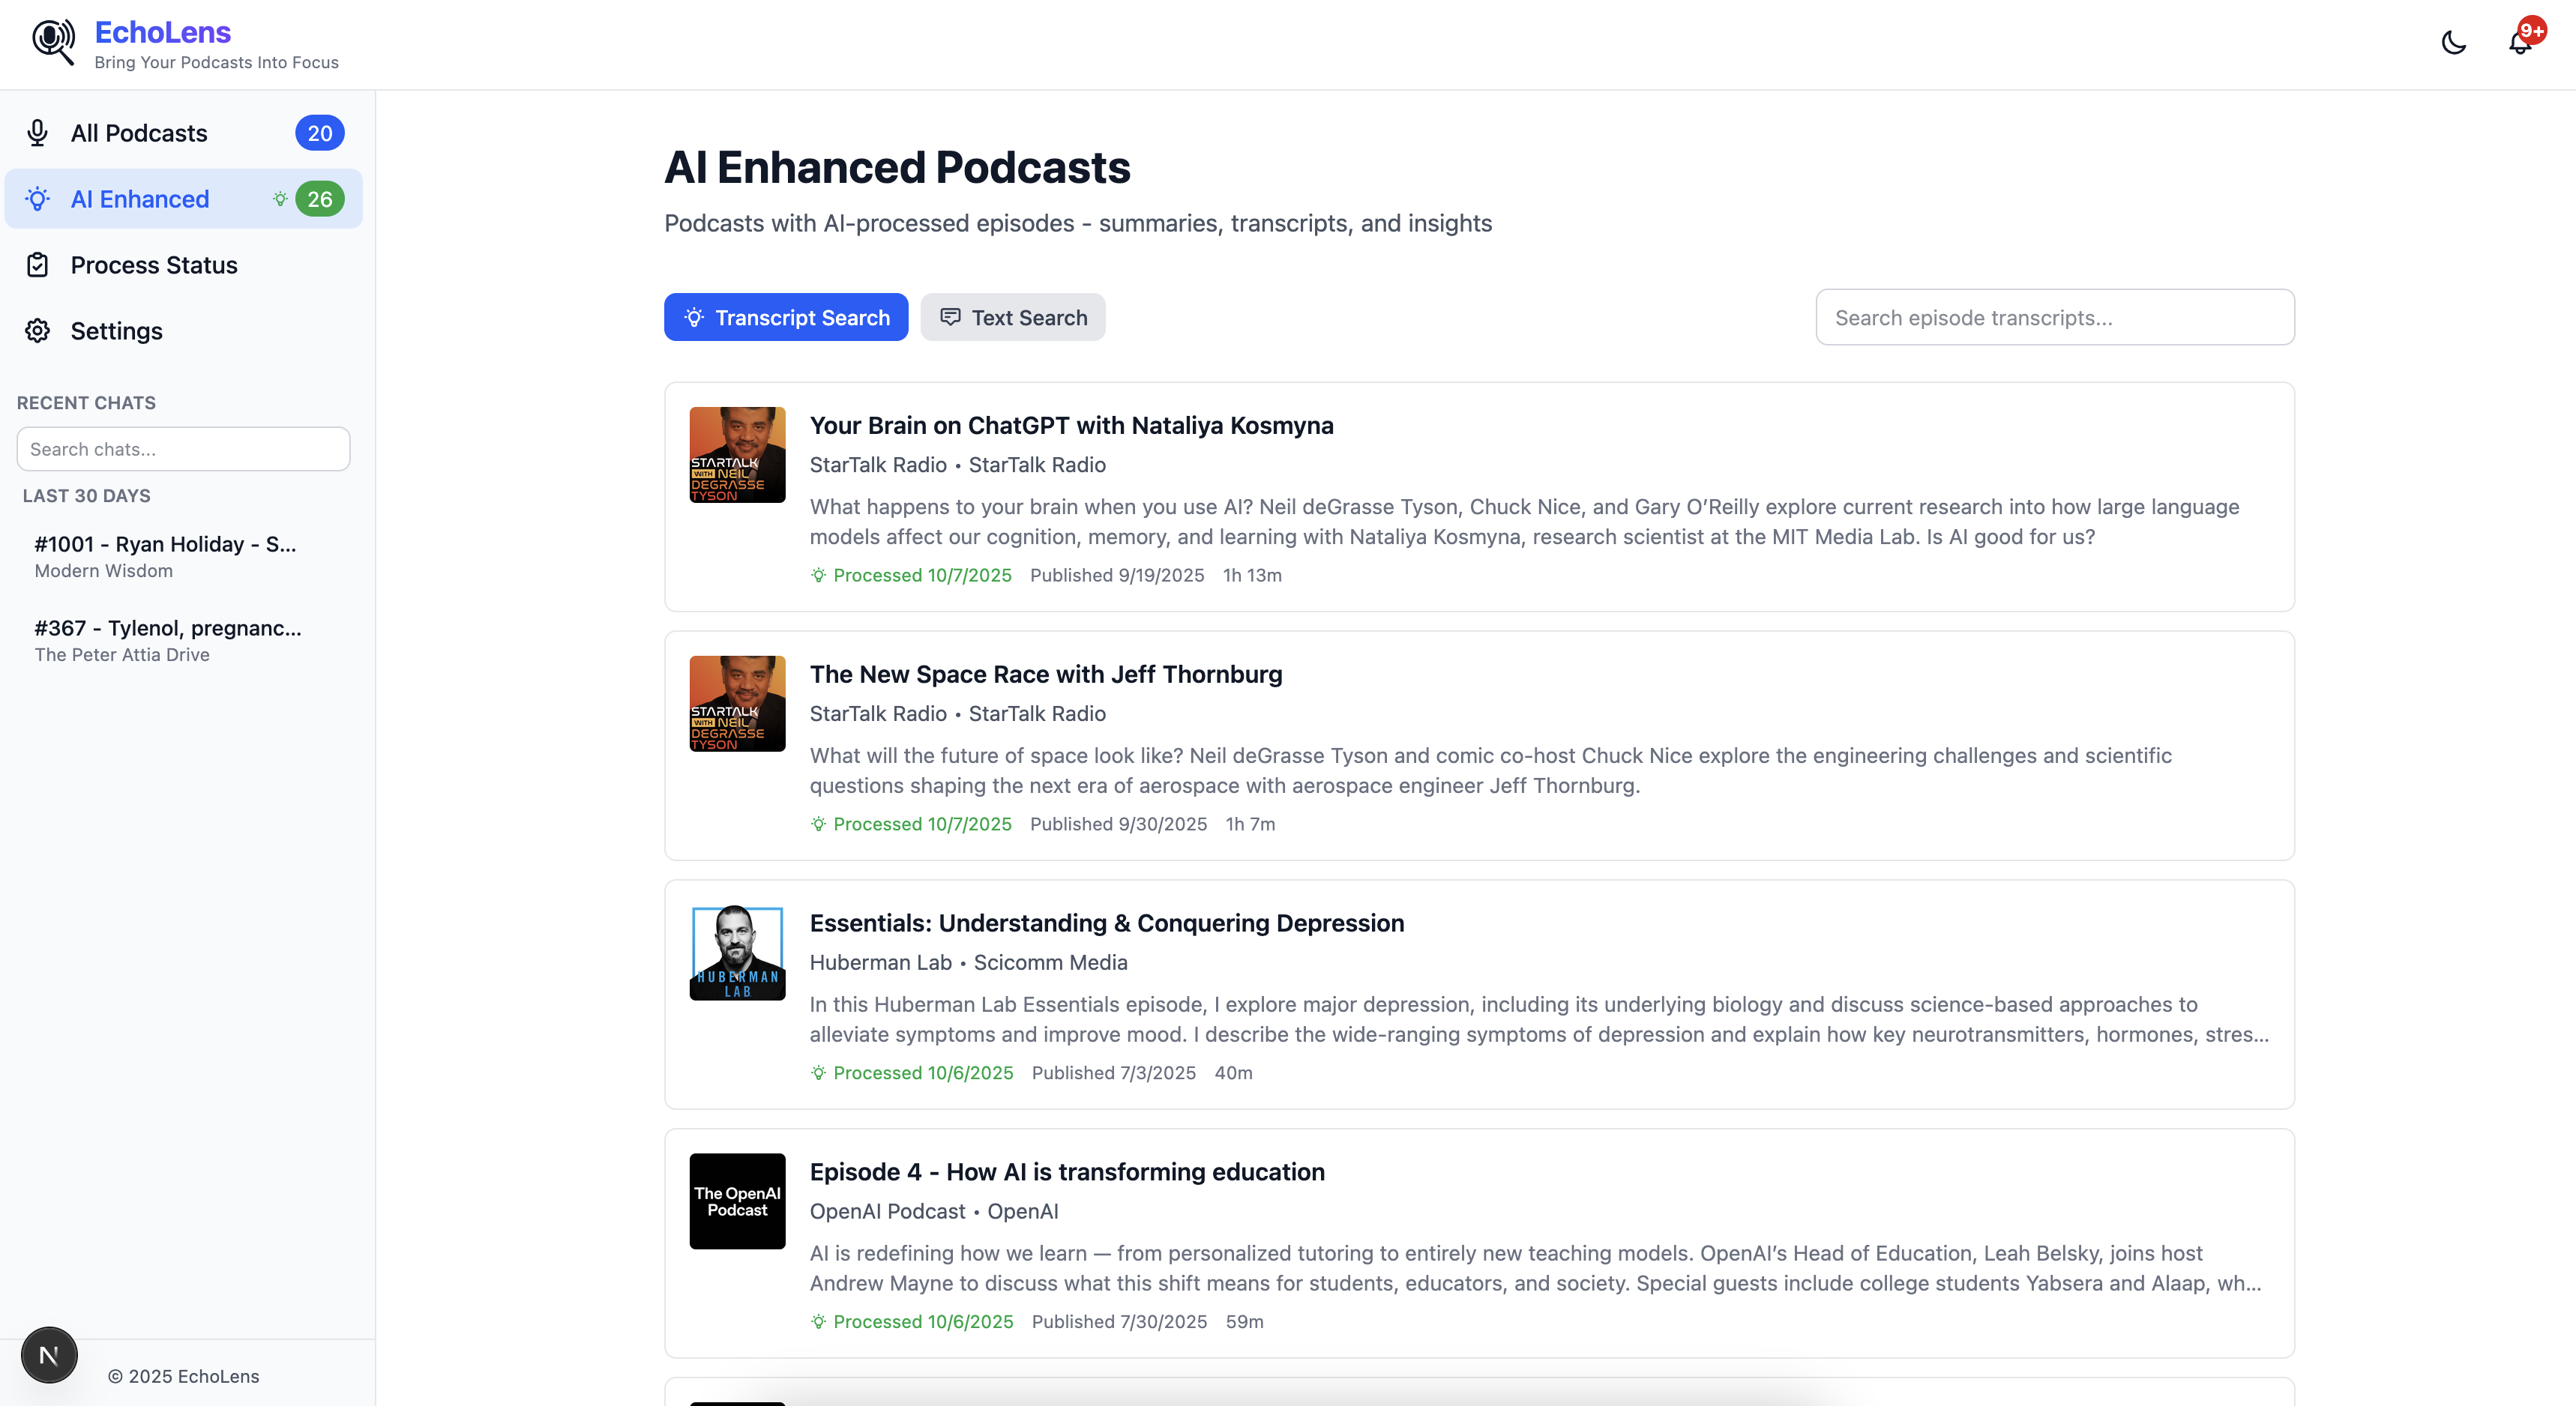 EchoLens
Bring Your Podcasts Into Focus
9+
All Podcasts 20
AI Enhanced 26
Process Status
Settings
RECENT CHATS
Search chats...
LAST 30 DAYS
#1001 - Ryan Holiday - S...
Modern Wisdom
#367 - Tylenol, pregnanc...
The Peter Attia Drive
N
© 2025 EchoLens
AI Enhanced Podcasts
Podcasts with AI-processed episodes - summaries, transcripts, and insights
Transcript Search
Text Search
Search episode transcripts...
STARTALK
WITH NEIL
DEGRASSE
TYSON
Your Brain on ChatGPT with Nataliya Kosmyna
StarTalk Radio • StarTalk Radio
What happens to your brain when you use AI? Neil deGrasse Tyson, Chuck Nice, and Gary O’Reilly explore current research into how large language
models affect our cognition, memory, and learning with Nataliya Kosmyna, research scientist at the MIT Media Lab. Is AI good for us?
Processed 10/7/2025 Published 9/19/2025 1h 13m
STARTALK
WITH NEIL
DEGRASSE
TYSON
The New Space Race with Jeff Thornburg
StarTalk Radio • StarTalk Radio
What will the future of space look like? Neil deGrasse Tyson and comic co-host Chuck Nice explore the engineering challenges and scientific
questions shaping the next era of aerospace with aerospace engineer Jeff Thornburg.
Processed 10/7/2025 Published 9/30/2025 1h 7m
HUBERMAN
LAB
Essentials: Understanding & Conquering Depression
Huberman Lab • Scicomm Media
In this Huberman Lab Essentials episode, I explore major depression, including its underlying biology and discuss science-based approaches to
alleviate symptoms and improve mood. I describe the wide-ranging symptoms of depression and explain how key neurotransmitters, hormones, stres...
Processed 10/6/2025 Published 7/3/2025 40m
The OpenAI
Podcast
Episode 4 - How AI is transforming education
OpenAI Podcast • OpenAI
AI is redefining how we learn — from personalized tutoring to entirely new teaching models. OpenAI’s Head of Education, Leah Belsky, joins host
Andrew Mayne to discuss what this shift means for students, educators, and society. Special guests include college students Yabsera and Alaap, wh...
Processed 10/6/2025 Published 7/30/2025 59m